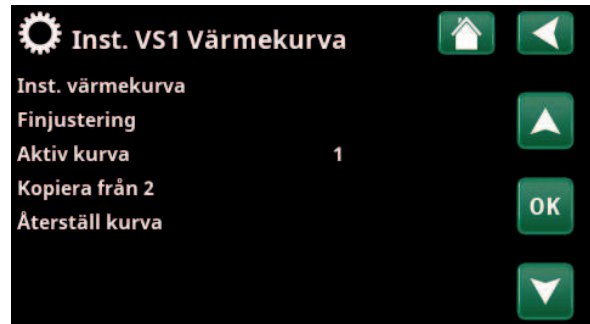 Inst. VS1 Värmekurva
Inst. värmekurva
Finjustering
Aktiv kurva 1
Kopiera från 2
OK
Återställ kurva